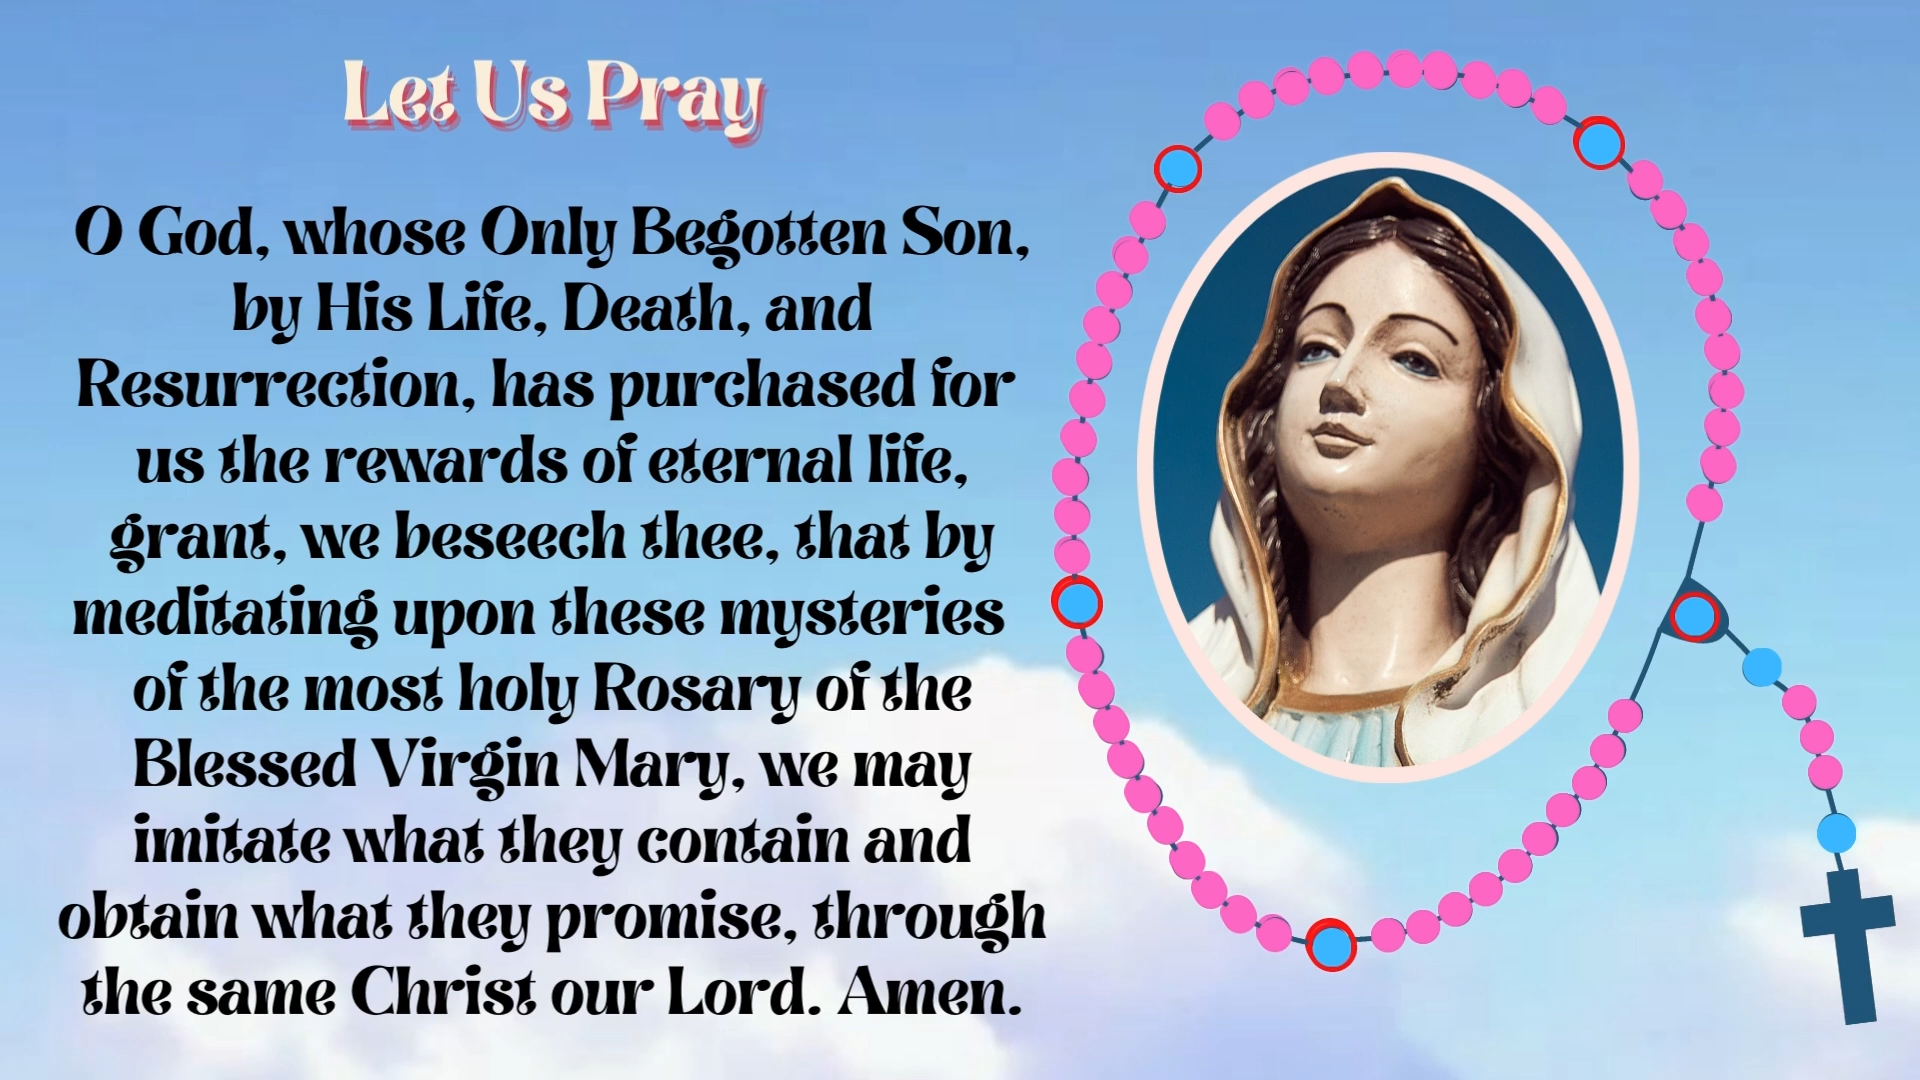 Let Us Pray
O God, whose Only Begotten Son,
by His Life, Death, and
Resurrection, has purchased for
us the rewards of eternal life,
grant, we beseech thee, that by
meditating upon these mysteries
of the most holy Rosary of the
Blessed Virgin Mary, we may
imitate what they contain and
obtain what they promise, through
the same Christ our Lord. Amen.